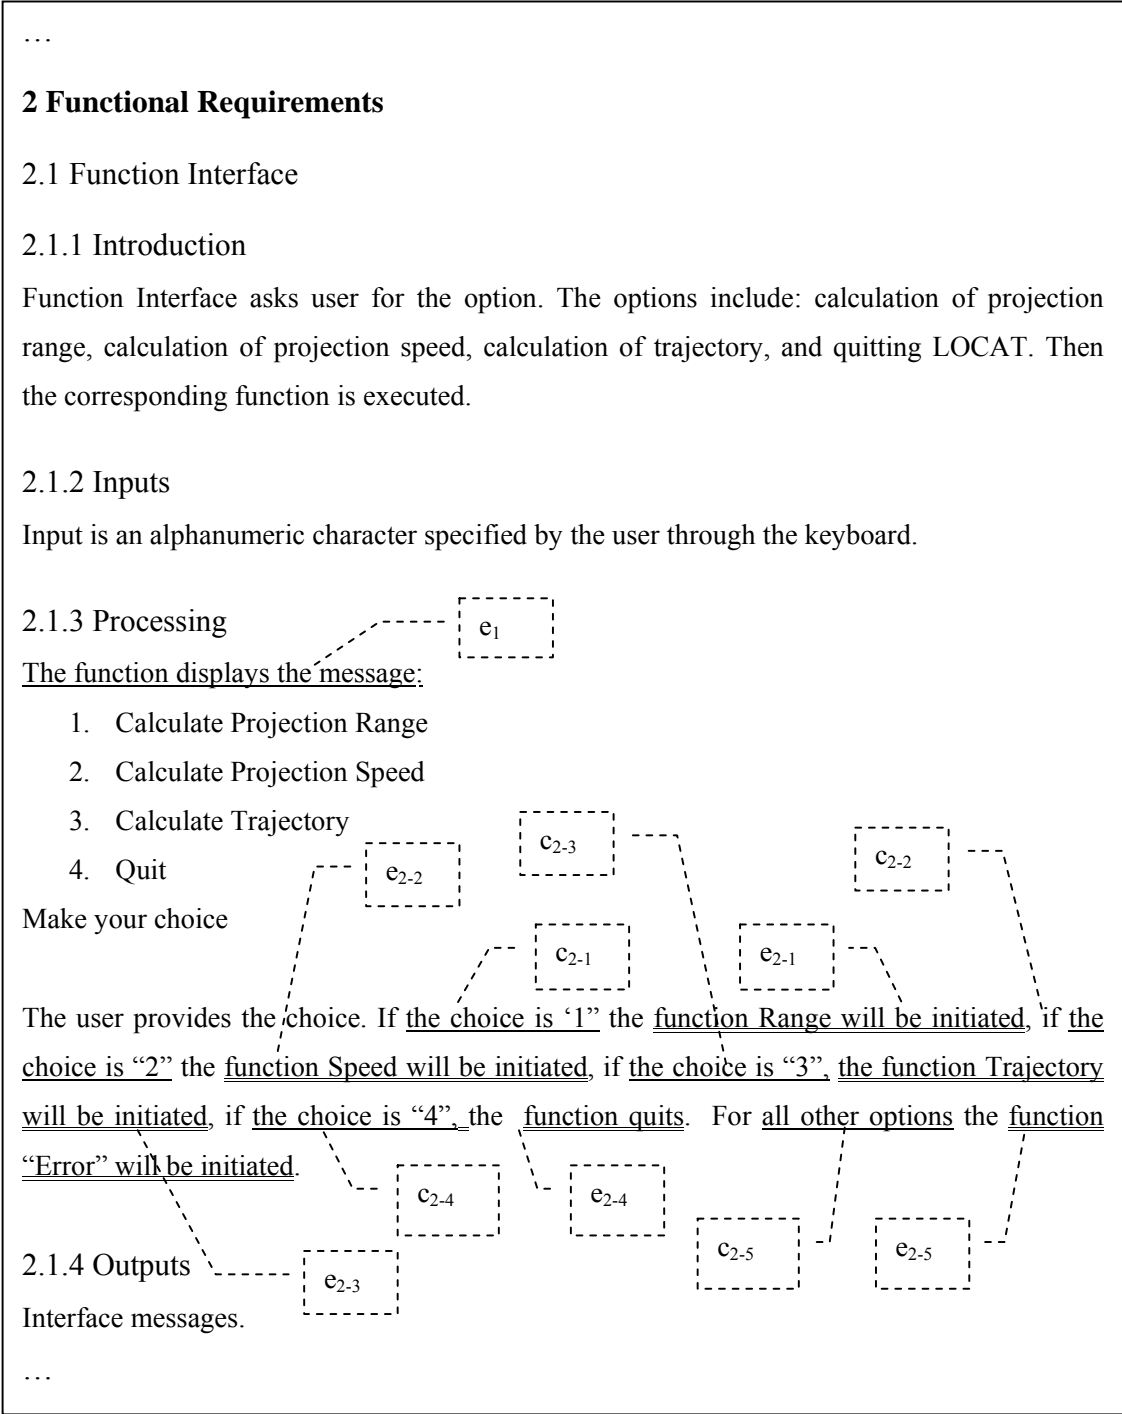 …
2 Functional Requirements
2.1 Function Interface
2.1.1 Introduction
Function Interface asks user for the option. The options include: calculation of projection
range, calculation of projection speed, calculation of trajectory, and quitting LOCAT. Then
the corresponding function is executed.
2.1.2 Inputs
Input is an alphanumeric character specified by the user through the keyboard.
2.1.3 Processing
e1
The function displays the message:
1. Calculate Projection Range
2. Calculate Projection Speed
3. Calculate Trajectory
c2-3
c2-2
4. Quit
e2-2
Make your choice
c2-1
e2-1
The user provides the choice. If the choice is ‘1” the function Range will be initiated, if the
choice is “2” the function Speed will be initiated, if the choice is “3”, the function Trajectory
will be initiated, if the choice is “4”, the function quits. For all other options the function
“Error” will be initiated.
c2-4
e2-4
c2-5
e2-5
2.1.4 Outputs
e2-3
Interface messages.
…